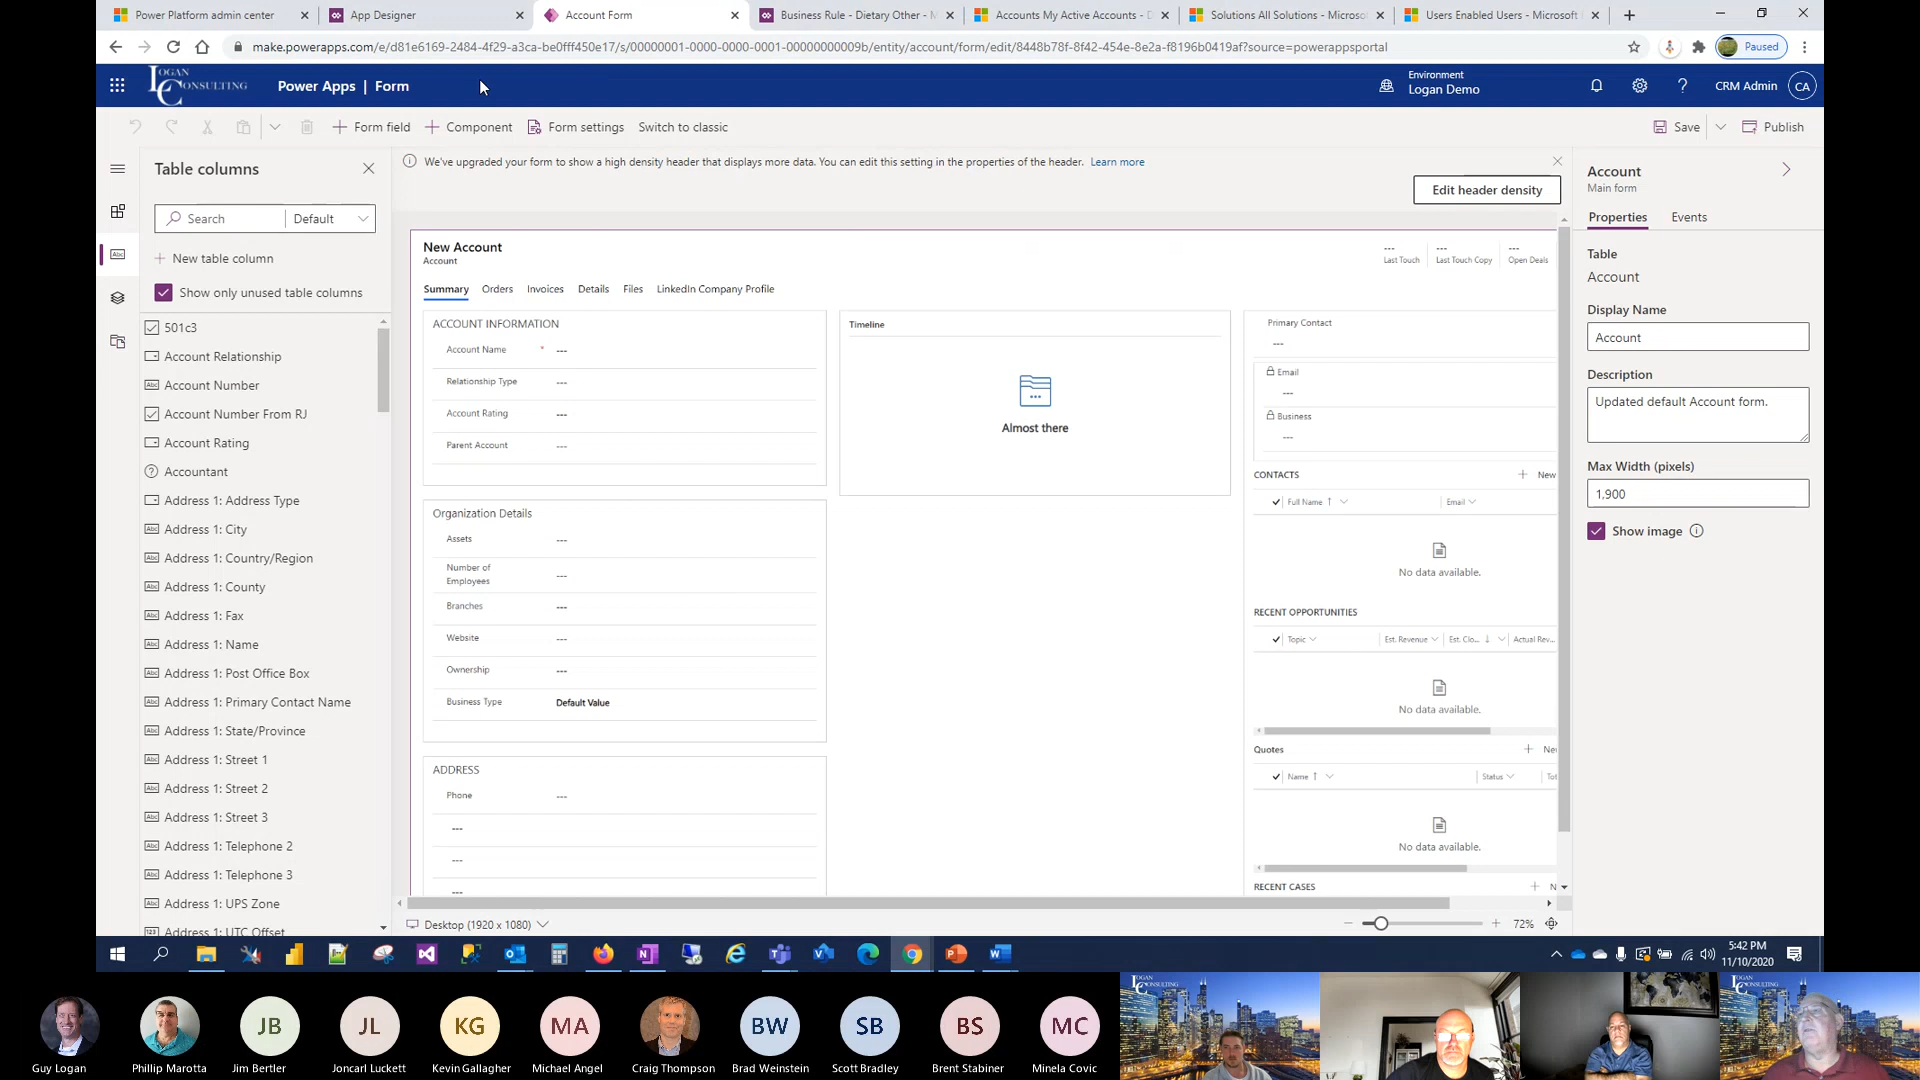 Power Platform admin center
App Designer
Account Form
Business Rule - Dietary Other - M
Accounts My Active Accounts - D
Solutions All Solutions - Microso
Users Enabled Users - Microsoft
make.powerapps.com/e/d81e6169-2484-4f29-a3ca-be0fff450e17/s/00000001-0000-0000-0001-00000000009b/entity/account/form/edit/8448b78f-8f42-454e-8e2a-f8196b0419af?source=powerappsportal
Paused
LOGAN
CONSULTING
Power Apps | Form
Environment
Logan Demo
CRM Admin
CA
Form field
Component
Form settings
Switch to classic
Save
Publish
Table columns
Search
Default
New table column
Show only unused table columns
501c3
Account Relationship
Account Number
Account Number From RJ
Account Rating
Accountant
Address 1: Address Type
Address 1: City
Address 1: Country/Region
Address 1: County
Address 1: Fax
Address 1: Name
Address 1: Post Office Box
Address 1: Primary Contact Name
Address 1: State/Province
Address 1: Street 1
Address 1: Street 2
Address 1: Street 3
Address 1: Telephone 2
Address 1: Telephone 3
Address 1: UPS Zone
Address 1: UTC Offset
We've upgraded your form to show a high density header that displays more data. You can edit this setting in the properties of the header. Learn more
Edit header density
New Account
Account
---
Last Touch
---
Last Touch Copy
---
Open Deals
Summary
Orders
Invoices
Details
Files
LinkedIn Company Profile
ACCOUNT INFORMATION
Account Name * ---
Relationship Type ---
Account Rating ---
Parent Account ---
Organization Details
Assets ---
Number of
Employees ---
Branches ---
Website ---
Ownership ---
Business Type Default Value
ADDRESS
Phone ---
---
---
---
Timeline
Almost there
Primary Contact
---
Email
---
Business
---
CONTACTS
New
Full Name
Email
No data available.
RECENT OPPORTUNITIES
Topic
Est. Revenue
Est. Clo...
Actual Rev...
No data available.
Quotes
Ne
Name
Status
Tot
No data available.
RECENT CASES
N
Desktop (1920 x 1080)
72%
Account
Main form
Properties
Events
Table
Account
Display Name
Account
Description
Updated default Account form.
Max Width (pixels)
1,900
Show image
5:42 PM
11/10/2020
JB
JL
KG
MA
BW
SB
BS
MC
Guy Logan
Phillip Marotta
Jim Bertler
Joncarl Luckett
Kevin Gallagher
Michael Angel
Craig Thompson
Brad Weinstein
Scott Bradley
Brent Stabiner
Minela Covic
LOGAN
CONSULTING
LOGAN
CONSULTING